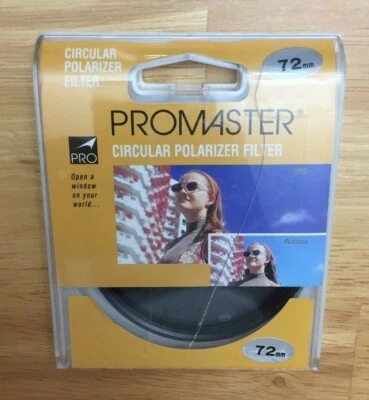 CIRCULAR
POLARIZER
FILTER
72mm
PROMASTER®
CIRCULAR POLARIZER FILTER
PRO
Open a
window
on your
world...
Without
72mm